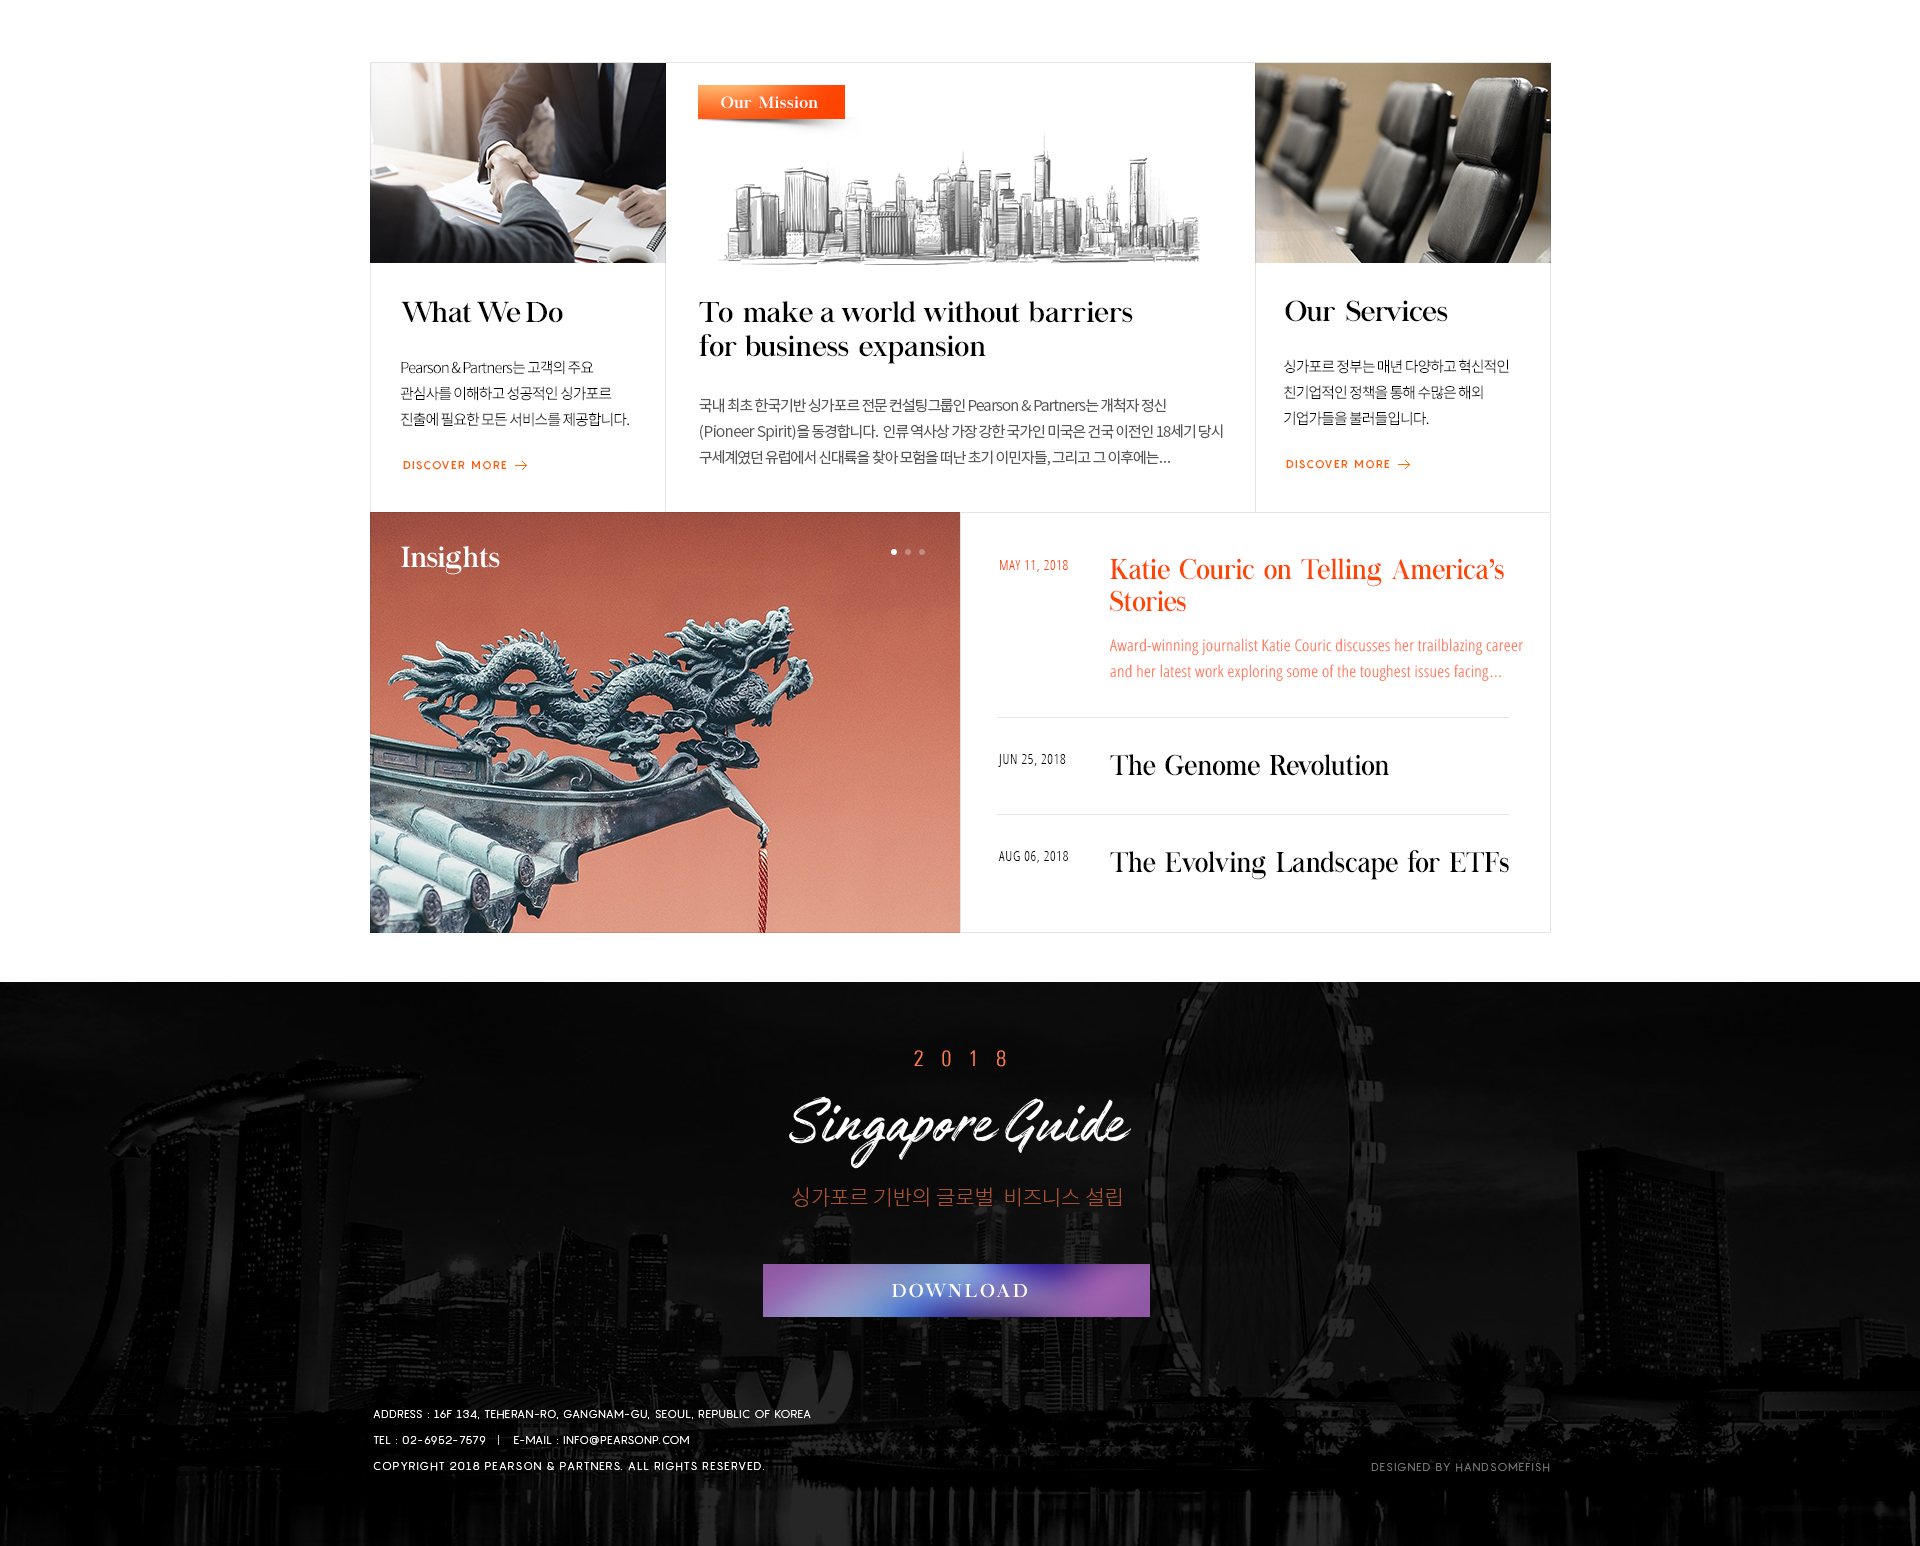 Our Mission
What We Do
Pearson & Partners는 고객의 주요
관심사를 이해하고 성공적인 싱가포르
진출에 필요한 모든 서비스를 제공합니다.
DISCOVER MORE
To make a world without barriers
for business expansion
국내 최초 한국기반 싱가포르 전문 컨설팅그룹인 Pearson & Partners는 개척자 정신
(Pioneer Spirit)을 동경합니다. 인류 역사상 가장 강한 국가인 미국은 건국 이전인 18세기 당시
구세계였던 유럽에서 신대륙을 찾아 모험을 떠난 초기 이민자들, 그리고 그 이후에는...
Our Services
싱가포르 정부는 매년 다양하고 혁신적인
친기업적인 정책을 통해 수많은 해외
기업가들을 불러들입니다.
DISCOVER MORE
Insights
MAY 11, 2018
Katie Couric on Telling America’s
Stories
Award-winning journalist Katie Couric discusses her trailblazing career
and her latest work exploring some of the toughest issues facing...
JUN 25, 2018
The Genome Revolution
AUG 06, 2018
The Evolving Landscape for ETFs
2018
Singapore Guide
싱가포르 기반의 글로벌 비즈니스 설립
DOWNLOAD
ADDRESS : 16F 134, TEHERAN-RO, GANGNAM-GU, SEOUL, REPUBLIC OF KOREA
TEL : 02-6952-7579 | E-MAIL : INFO@PEARSONP.COM
COPYRIGHT 2018 PEARSON & PARTNERS. ALL RIGHTS RESERVED.
DESIGNED BY HANDSOMEFISH